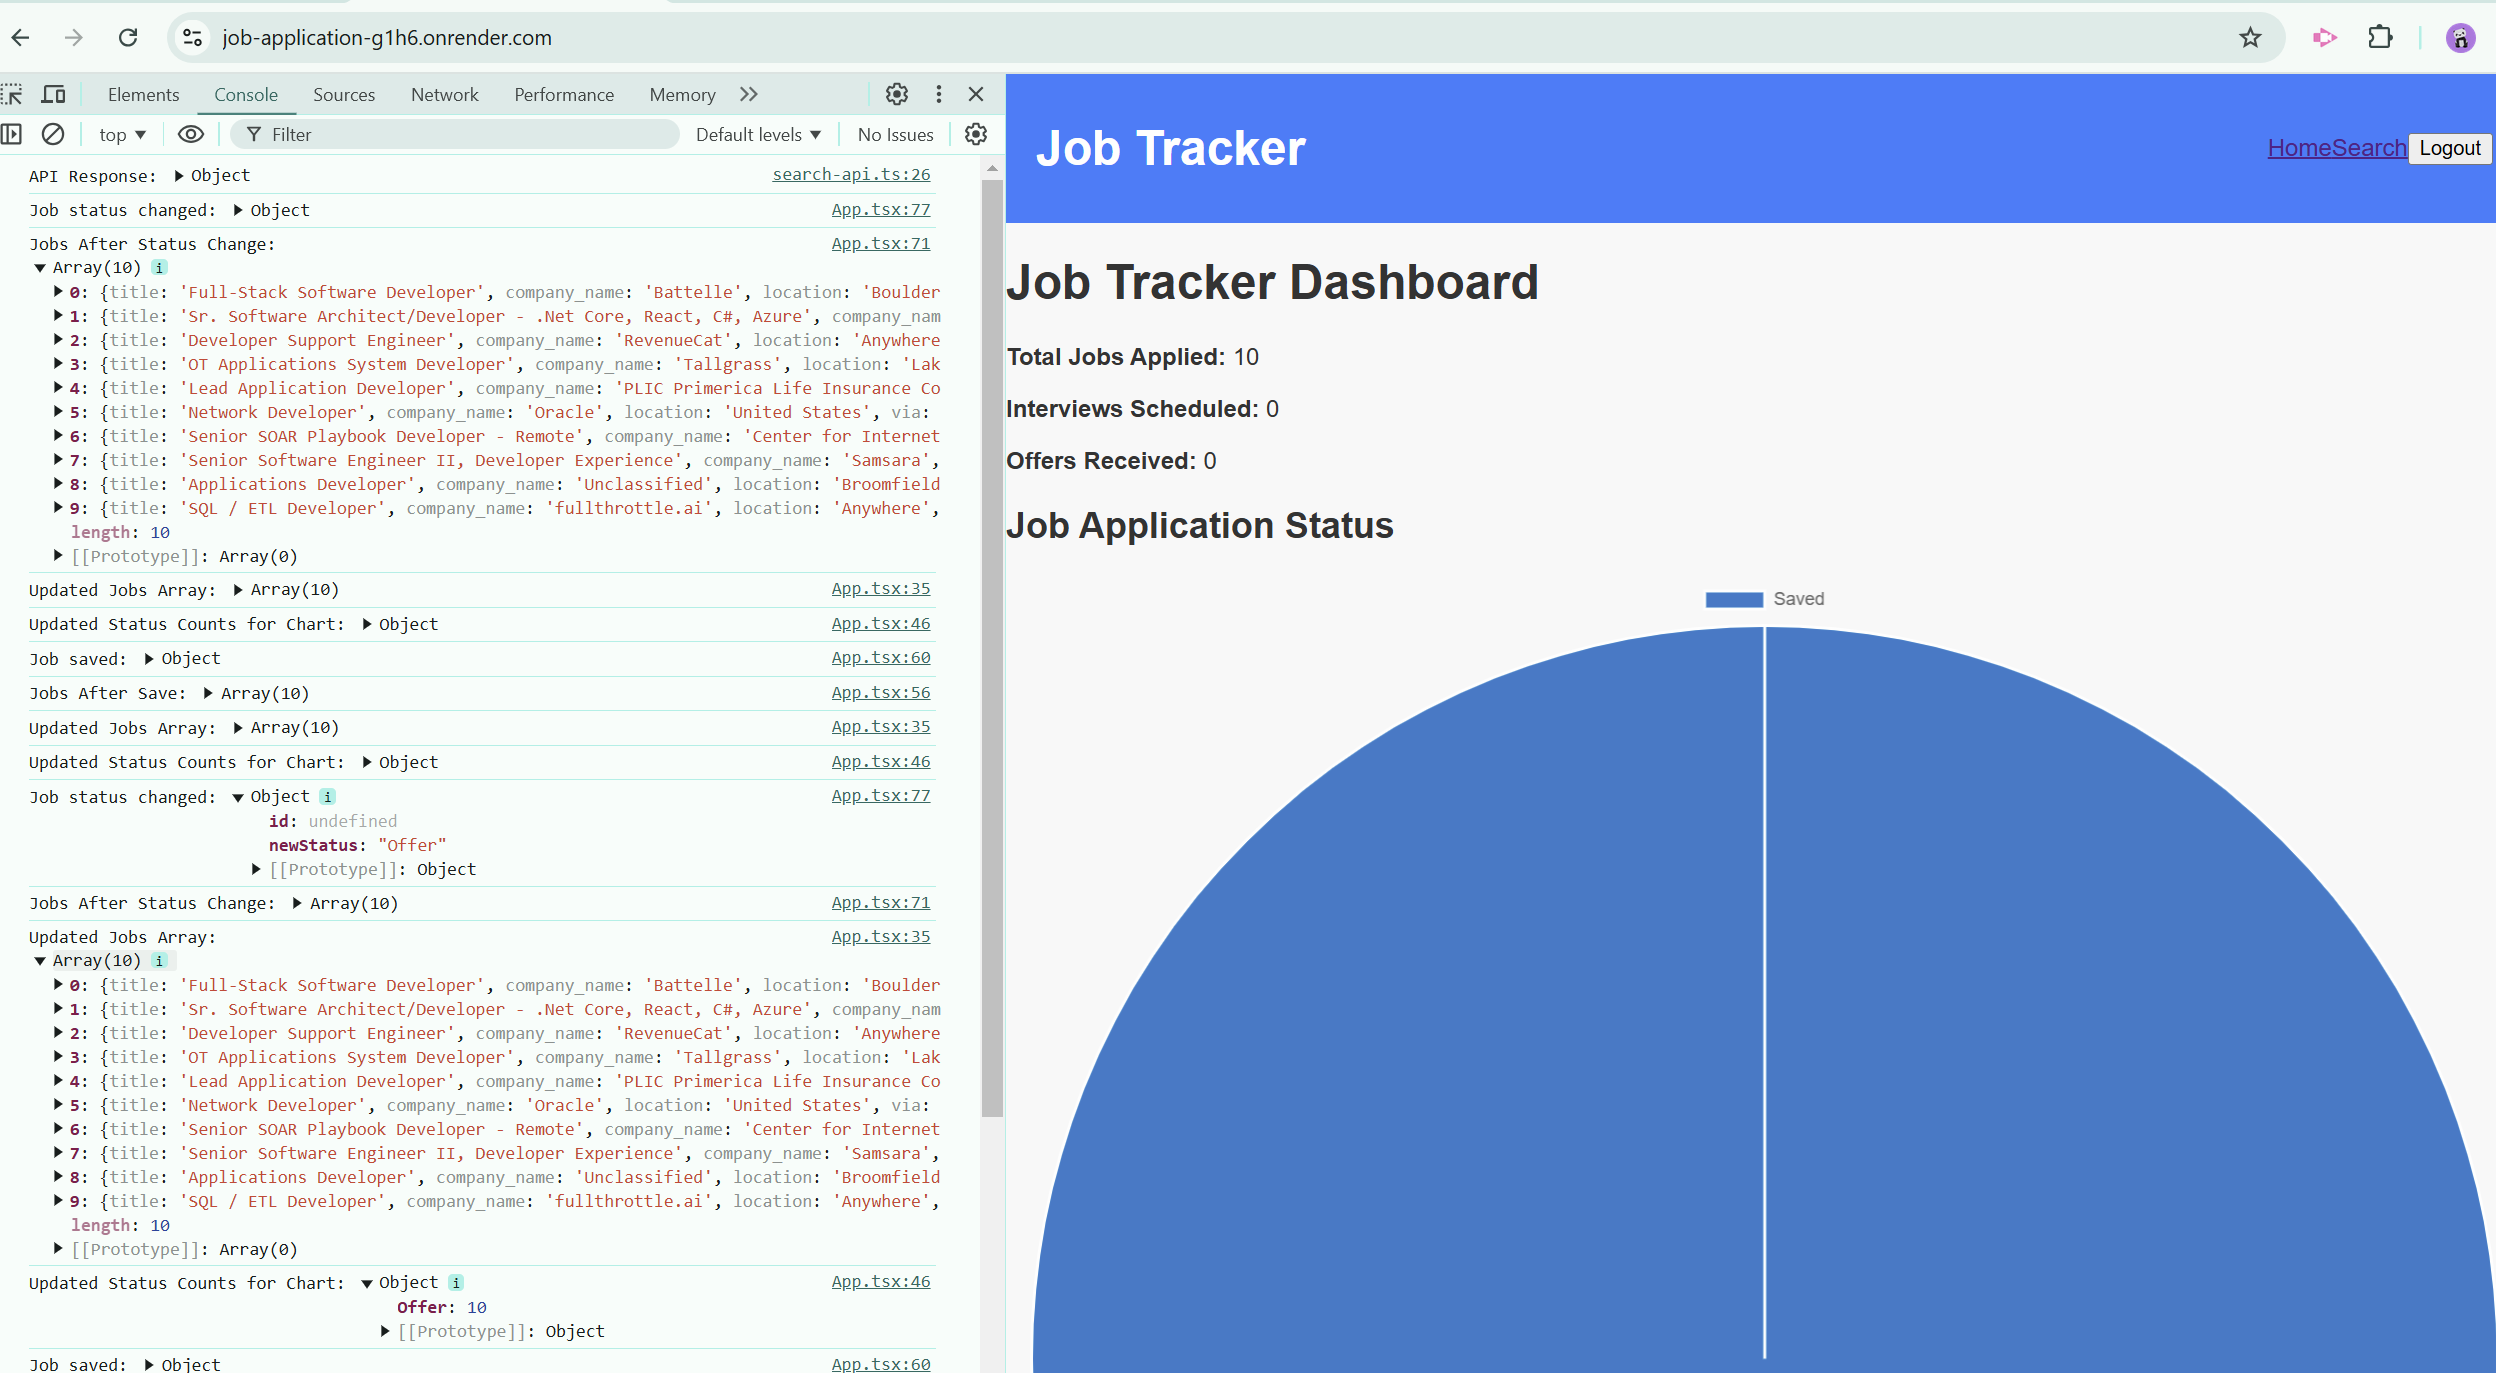 job-application-g1h6.onrender.com
Elements Console Sources Network Performance Memory
top Filter Default levels No Issues
API Response: Object search-api.ts:26
Job status changed: Object App.tsx:77
Jobs After Status Change: App.tsx:71
Array(10) i
0: {title: 'Full-Stack Software Developer', company_name: 'Battelle', location: 'Boulder
1: {title: 'Sr. Software Architect/Developer - .Net Core, React, C#, Azure', company_nam
2: {title: 'Developer Support Engineer', company_name: 'RevenueCat', location: 'Anywhere
3: {title: 'OT Applications System Developer', company_name: 'Tallgrass', location: 'Lak
4: {title: 'Lead Application Developer', company_name: 'PLIC Primerica Life Insurance Co
5: {title: 'Network Developer', company_name: 'Oracle', location: 'United States', via:
6: {title: 'Senior SOAR Playbook Developer - Remote', company_name: 'Center for Internet
7: {title: 'Senior Software Engineer II, Developer Experience', company_name: 'Samsara',
8: {title: 'Applications Developer', company_name: 'Unclassified', location: 'Broomfield
9: {title: 'SQL / ETL Developer', company_name: 'fullthrottle.ai', location: 'Anywhere',
length: 10
[[Prototype]]: Array(0)
Updated Jobs Array: Array(10) App.tsx:35
Updated Status Counts for Chart: Object App.tsx:46
Job saved: Object App.tsx:60
Jobs After Save: Array(10) App.tsx:56
Updated Jobs Array: Array(10) App.tsx:35
Updated Status Counts for Chart: Object App.tsx:46
Job status changed: Object i App.tsx:77
id: undefined
newStatus: "Offer"
[[Prototype]]: Object
Jobs After Status Change: Array(10) App.tsx:71
Updated Jobs Array: App.tsx:35
Array(10) i
0: {title: 'Full-Stack Software Developer', company_name: 'Battelle', location: 'Boulder
1: {title: 'Sr. Software Architect/Developer - .Net Core, React, C#, Azure', company_nam
2: {title: 'Developer Support Engineer', company_name: 'RevenueCat', location: 'Anywhere
3: {title: 'OT Applications System Developer', company_name: 'Tallgrass', location: 'Lak
4: {title: 'Lead Application Developer', company_name: 'PLIC Primerica Life Insurance Co
5: {title: 'Network Developer', company_name: 'Oracle', location: 'United States', via:
6: {title: 'Senior SOAR Playbook Developer - Remote', company_name: 'Center for Internet
7: {title: 'Senior Software Engineer II, Developer Experience', company_name: 'Samsara',
8: {title: 'Applications Developer', company_name: 'Unclassified', location: 'Broomfield
9: {title: 'SQL / ETL Developer', company_name: 'fullthrottle.ai', location: 'Anywhere',
length: 10
[[Prototype]]: Array(0)
Updated Status Counts for Chart: Object i App.tsx:46
Offer: 10
[[Prototype]]: Object
Job saved: Object App.tsx:60
Job Tracker
HomeSearch Logout
Job Tracker Dashboard
Total Jobs Applied: 10
Interviews Scheduled: 0
Offers Received: 0
Job Application Status
Saved